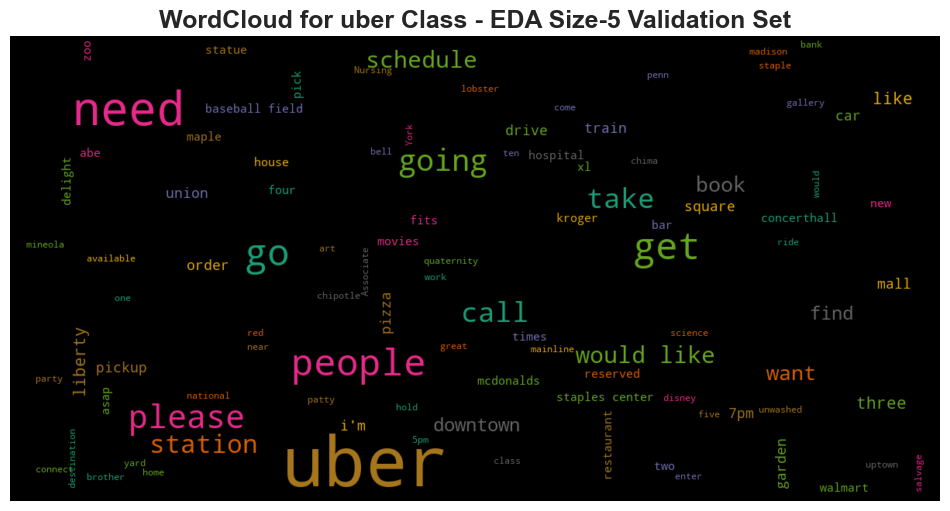 WordCloud for uber Class - EDA Size-5 Validation Set
zoo
statue
schedule
Nursing
bank
madison
staple
penn
pick
lobster
need
baseball field
come
gallery
like
car
maple
York
drive
train
abe
bell
going
ten
hospital
xl
chima
house
delight
union
four
take
book
would
square
new
fits
kroger
bar
concerthall
mineola
movies
get
ride
go
art
available
order
Associate
quaternity
work
mall
one
chipotle
pizza
call
find
red
near
times
science
liberty
people
great
mainline
would like
pickup
reserved
want
party
mcdonalds
asap
national
patty
hold
staples center
disney
three
please
i'm
downtown
five
7pm
unwashed
station
5pm
restaurant
uber
destination
connect
yard
home
brother
class
two
enter
garden
uptown
walmart
salvage